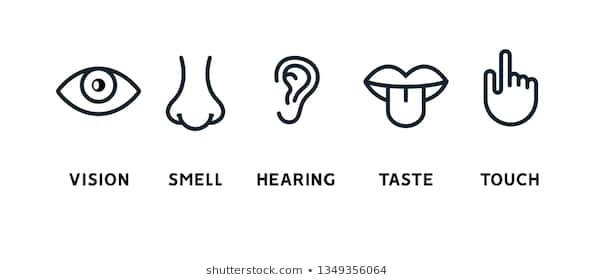 VISION SMELL HEARING TASTE TOUCH
shutterstock.com • 1349356064